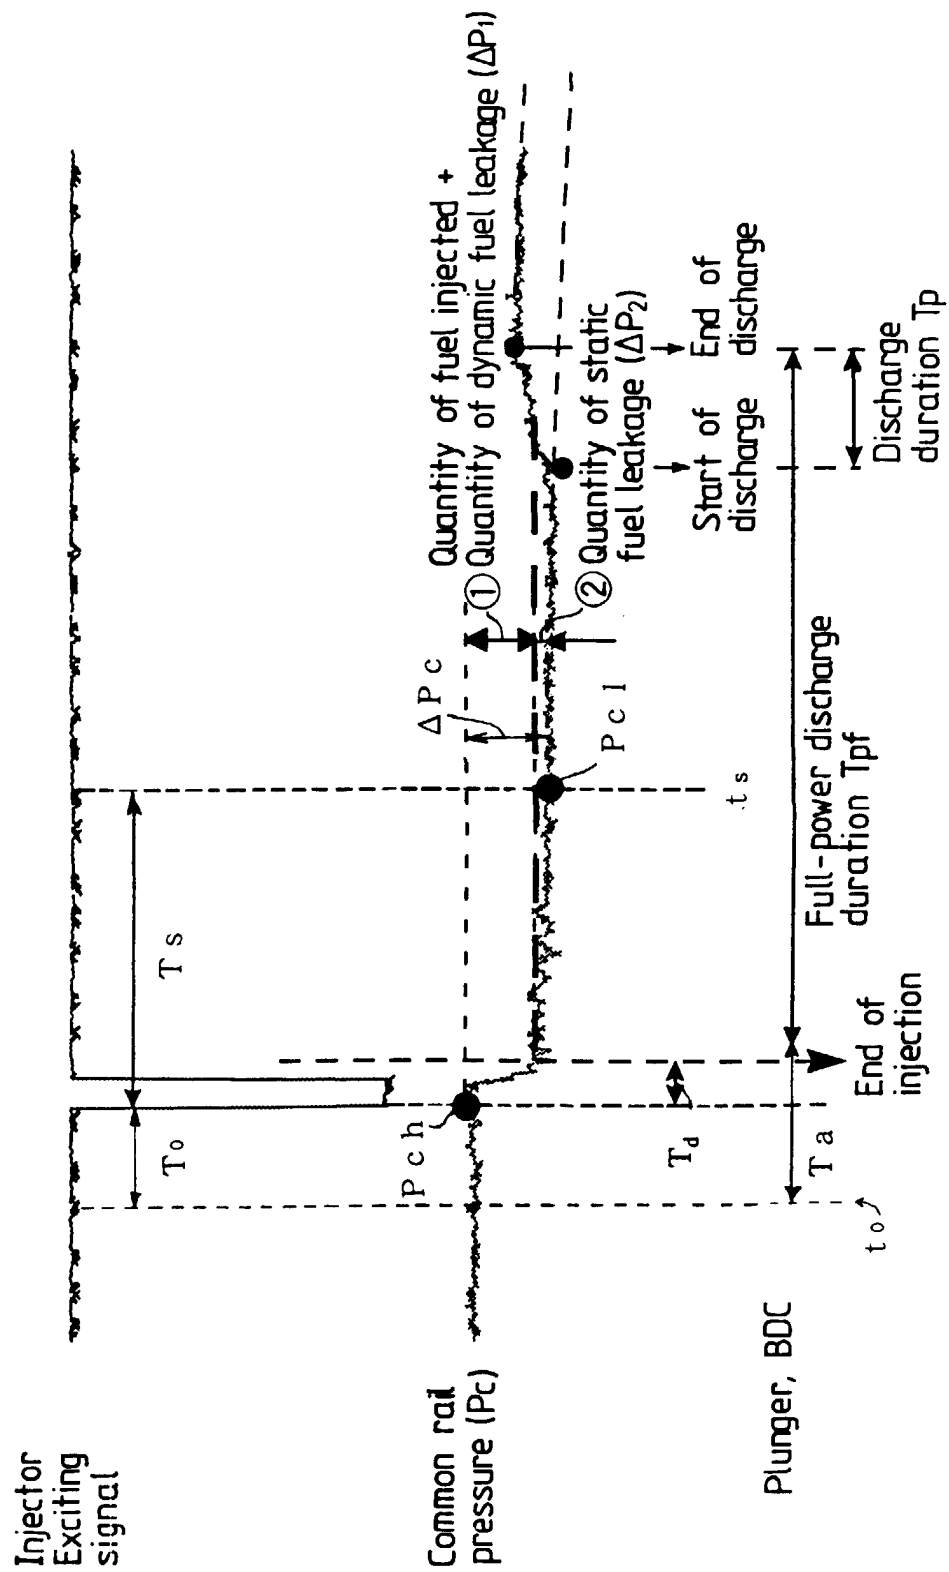 Injector
Exciting
signal
T₀
Ts
Common rail
pressure (Pc)
Pch
ΔPc
Quantity of fuel injected +
① Quantity of dynamic fuel leakage (ΔP₁)
② Quantity of static
fuel leakage (ΔP₂)
Pcl
ts
Td
Start of
discharge
End of
discharge
Plunger, BDC
t₀
Ta
End of
injection
Full-power discharge
duration Tpf
Discharge
duration Tp